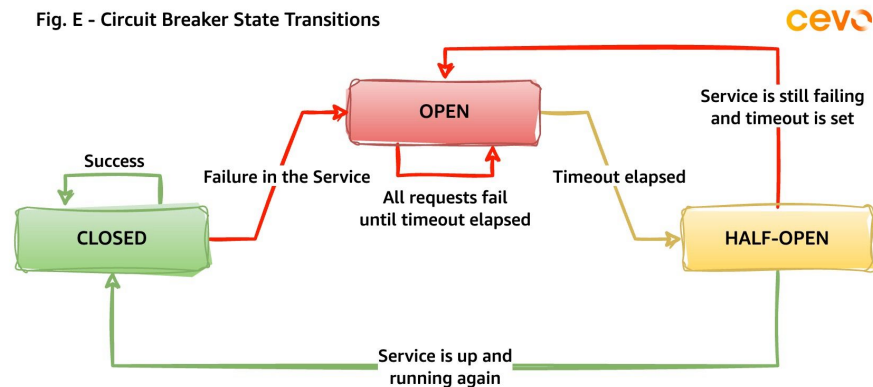 Fig. E - Circuit Breaker State Transitions
cevo
OPEN
Service is still failing
and timeout is set
Success
Failure in the Service
All requests fail
until timeout elapsed
Timeout elapsed
CLOSED
HALF-OPEN
Service is up and
running again